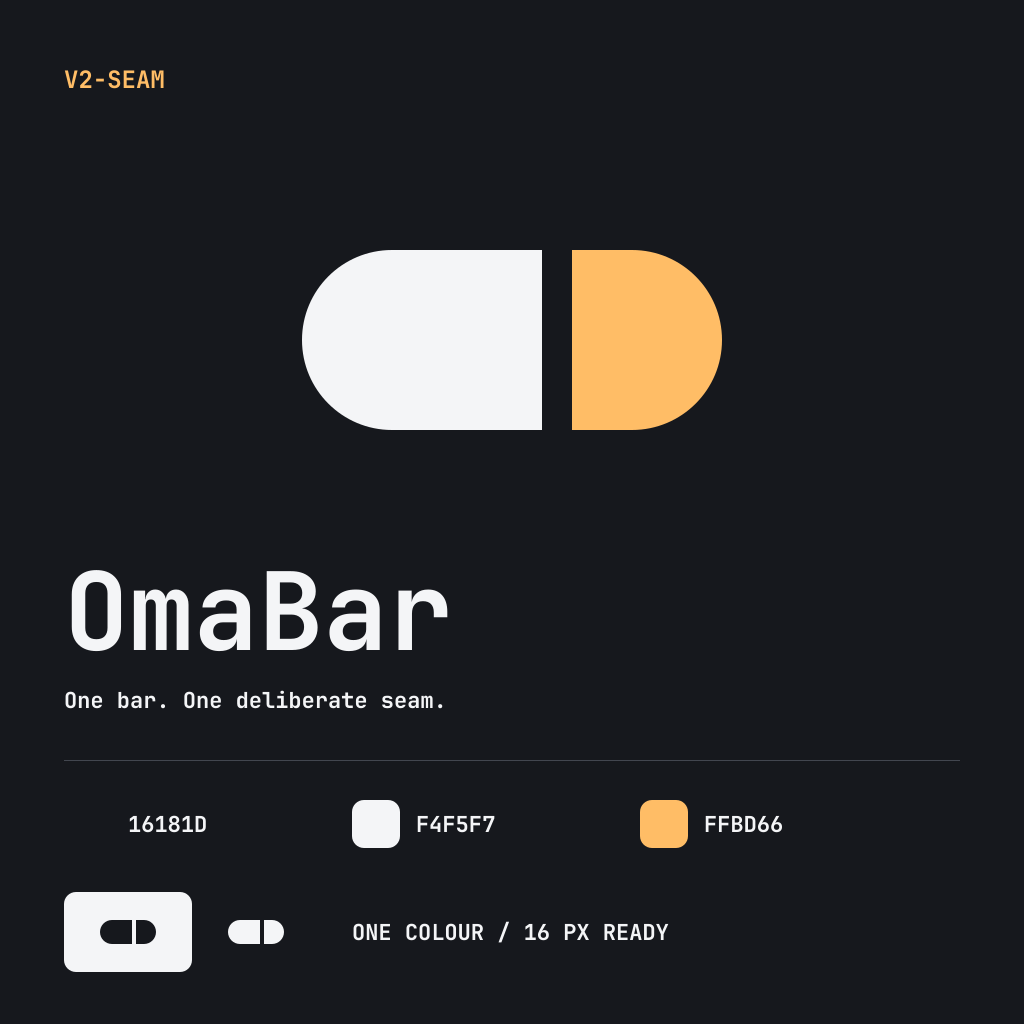 V2-SEAM
OmaBar
One bar. One deliberate seam.
16181D
F4F5F7
FFBD66
ONE COLOUR / 16 PX READY